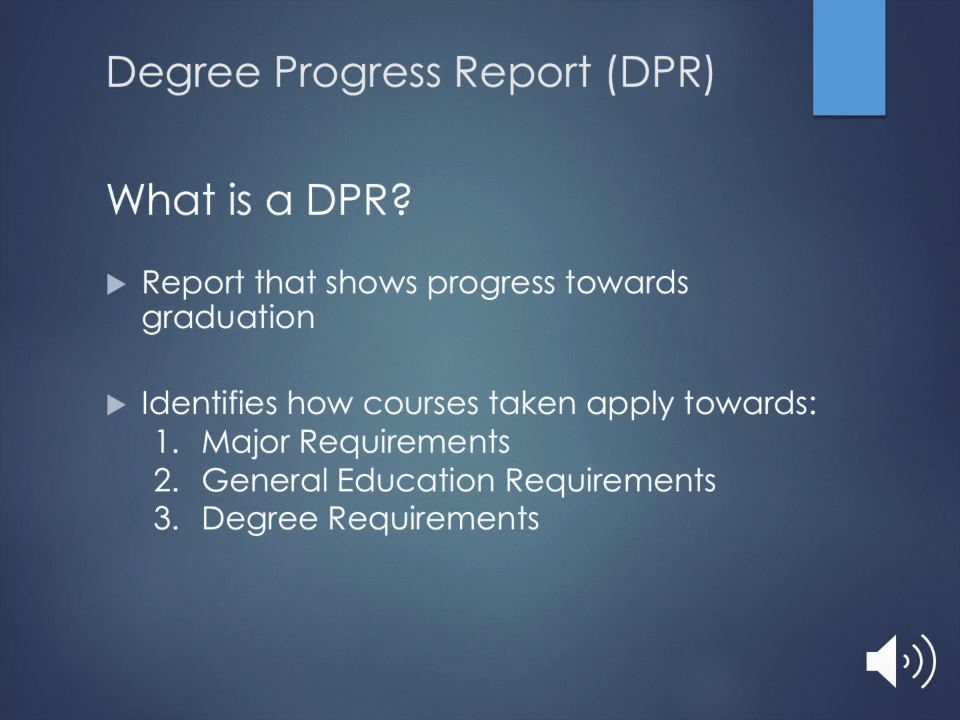 Degree Progress Report (DPR)
What is a DPR?
Report that shows progress towards
graduation
Identifies how courses taken apply towards:
1. Major Requirements
2. General Education Requirements
3. Degree Requirements